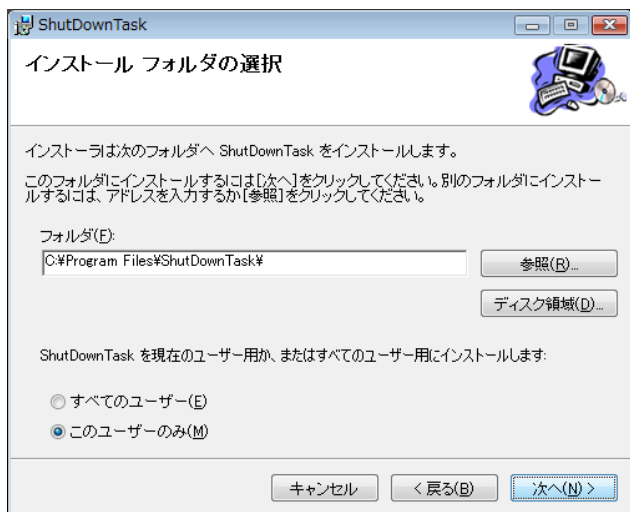 ShutDownTask
インストール フォルダの選択
インストーラは次のフォルダへ ShutDownTask をインストールします。
このフォルダにインストールするには[次へ]をクリックしてください。別のフォルダにインストー
ルするには、アドレスを入力するか[参照]をクリックしてください。
フォルダ(F):
C:¥Program Files¥ShutDownTask¥
参照(R)...
ディスク領域(D)...
ShutDownTask を現在のユーザー用か、またはすべてのユーザー用にインストールします:
すべてのユーザー(E)
このユーザーのみ(M)
キャンセル
< 戻る(B)
次へ(N) >